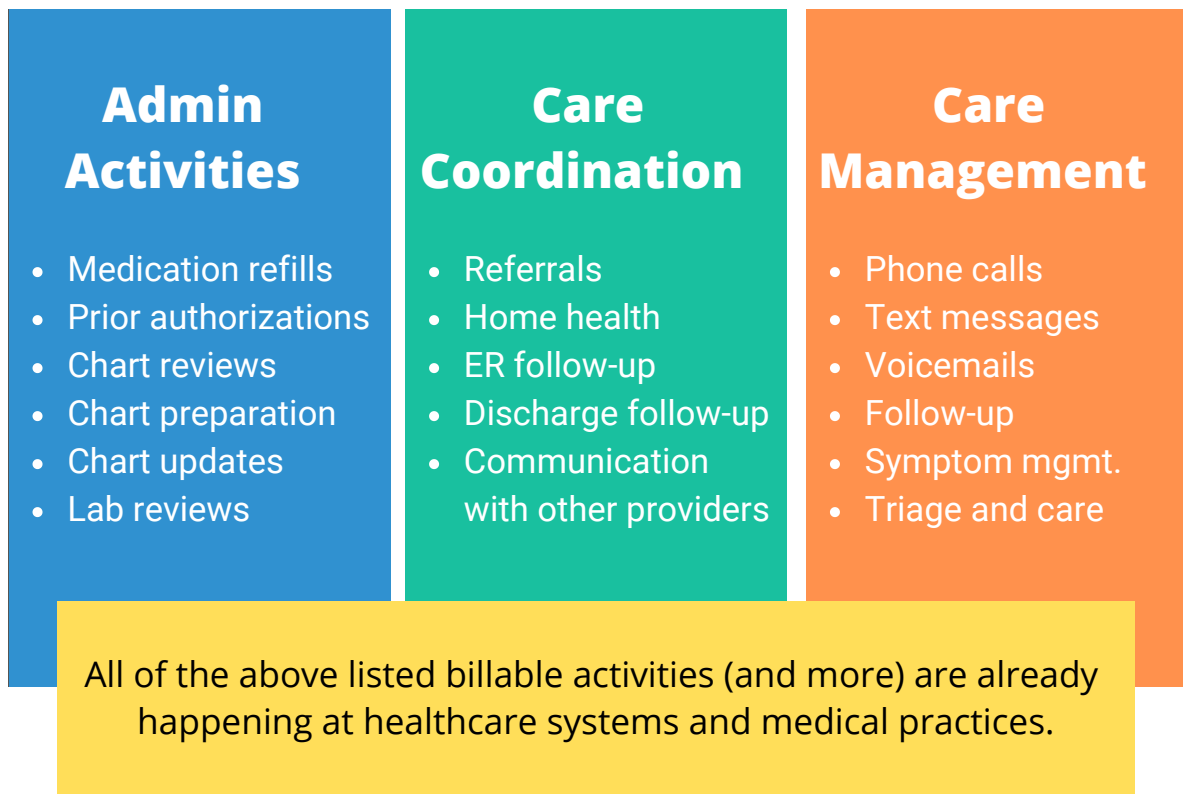 Admin
Activities
• Medication refills
• Prior authorizations
• Chart reviews
• Chart preparation
• Chart updates
• Lab reviews
Care
Coordination
• Referrals
• Home health
• ER follow-up
• Discharge follow-up
• Communication
with other providers
Care
Management
• Phone calls
• Text messages
• Voicemails
• Follow-up
• Symptom mgmt.
• Triage and care
All of the above listed billable activities (and more) are already
happening at healthcare systems and medical practices.